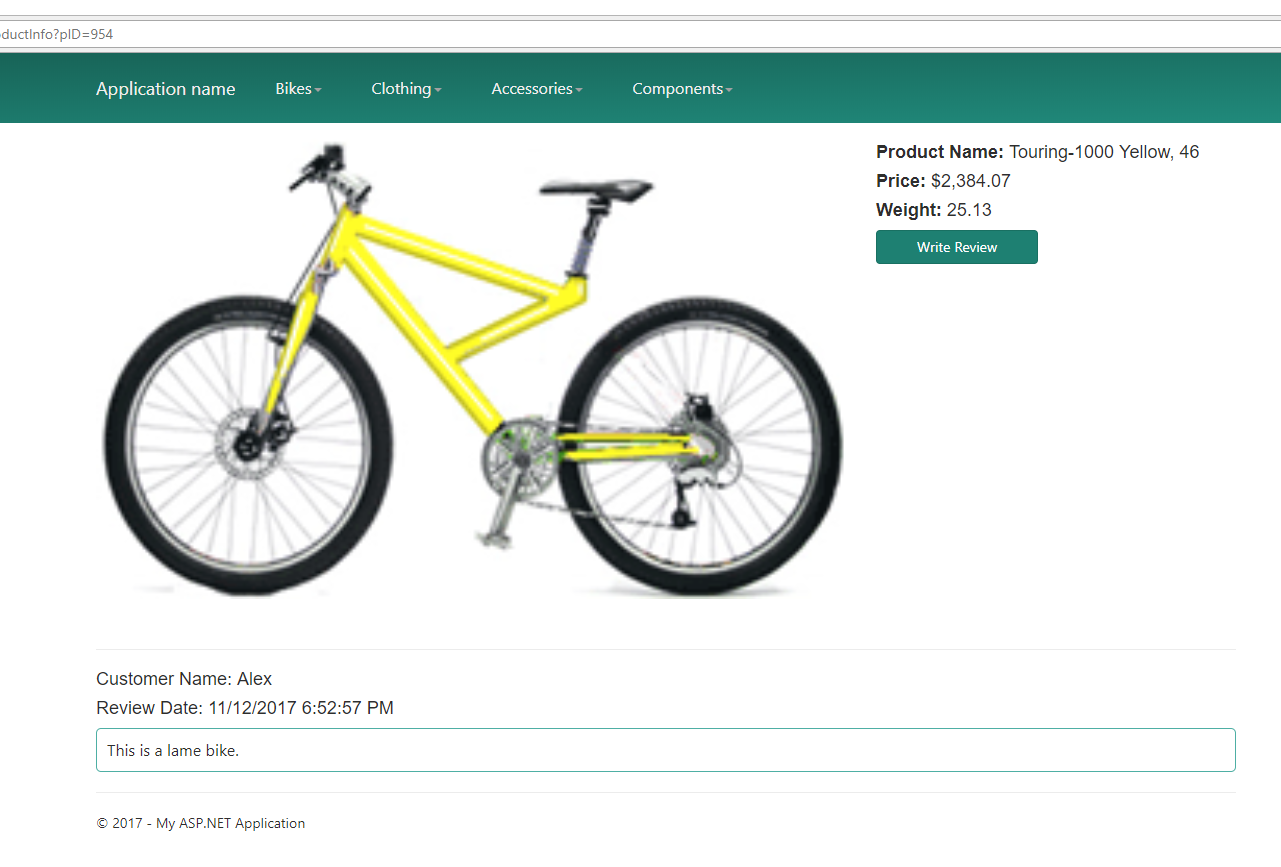 ductInfo?pID=954
Application name Bikes Clothing Accessories Components
Product Name: Touring-1000 Yellow, 46
Price: $2,384.07
Weight: 25.13
Write Review
Customer Name: Alex
Review Date: 11/12/2017 6:52:57 PM
This is a lame bike.
© 2017 - My ASP.NET Application